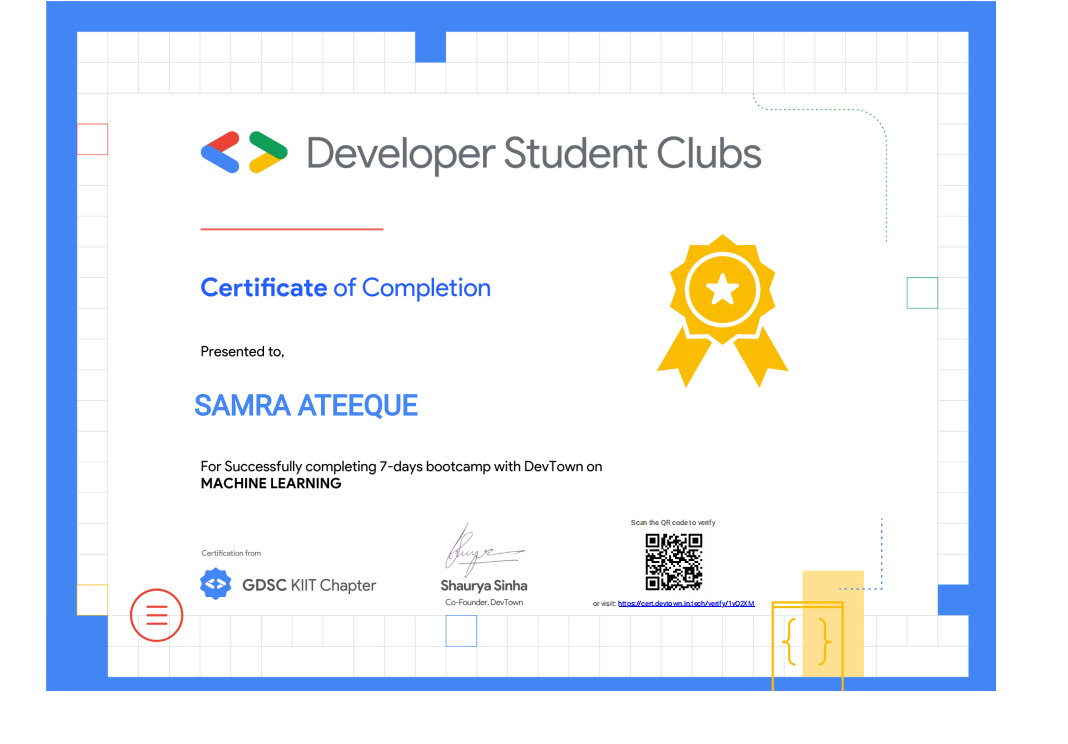 Developer Student Clubs
Certificate of Completion
Presented to,
SAMRA ATEEQUE
For Successfully completing 7-days bootcamp with DevTown on
MACHINE LEARNING
Scan the QR code to verify
Certification from
GDSC KIIT Chapter
Shaurya Sinha
Co-Founder, DevTown
or visit: https://cert.devtown.in.tech/verify/1vQ2XM
{ }